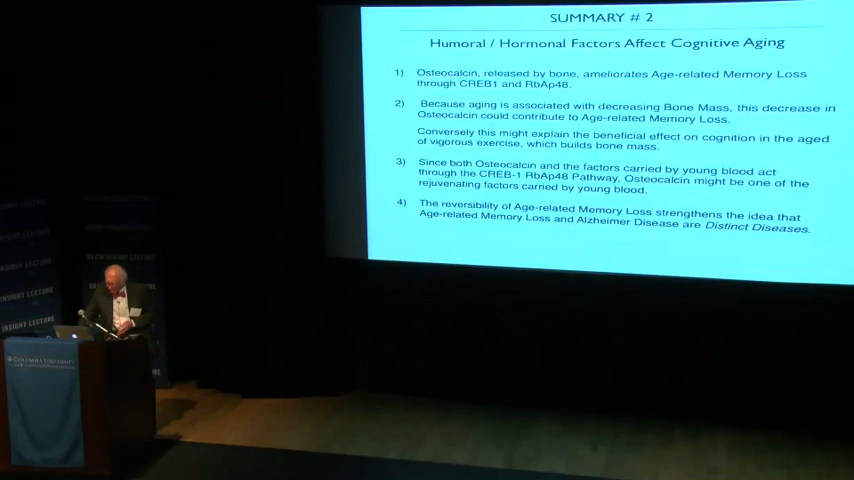 SUMMARY # 2
Humoral / Hormonal Factors Affect Cognitive Aging
1) Osteocalcin, released by bone, ameliorates Age-related Memory Loss
through CREB1 and RbAp48.
2) Because aging is associated with decreasing Bone Mass, this decrease in
Osteocalcin could contribute to Age-related Memory Loss.
Conversely this might explain the beneficial effect on cognition in the aged
of vigorous exercise, which builds bone mass.
3) Since both Osteocalcin and the factors carried by young blood act
through the CREB-1 RbAp48 Pathway, Osteocalcin might be one of the
rejuvenating factors carried by young blood.
4) The reversibility of Age-related Memory Loss strengthens the idea that
Age-related Memory Loss and Alzheimer Disease are Distinct Diseases.
INSIGHT LECTURE
INSIGHT LECTURE
INSIGHT LECTURE
COLUMBIA UNIVERSITY